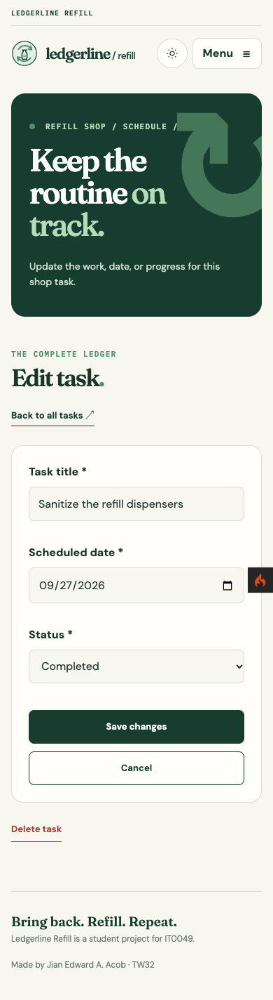 LEDGERLINE REFILL
ledgerline / refill
Menu
REFILL SHOP / SCHEDULE /
Keep the
routine on
track.
Update the work, date, or progress for this
shop task.
THE COMPLETE LEDGER
Edit task.
Back to all tasks ↗
Task title *
Sanitize the refill dispensers
Scheduled date *
09/27/2026
Status *
Completed
Save changes
Cancel
Delete task
Bring back. Refill. Repeat.
Ledgerline Refill is a student project for IT0049.
Made by Jian Edward A. Acob · TW32